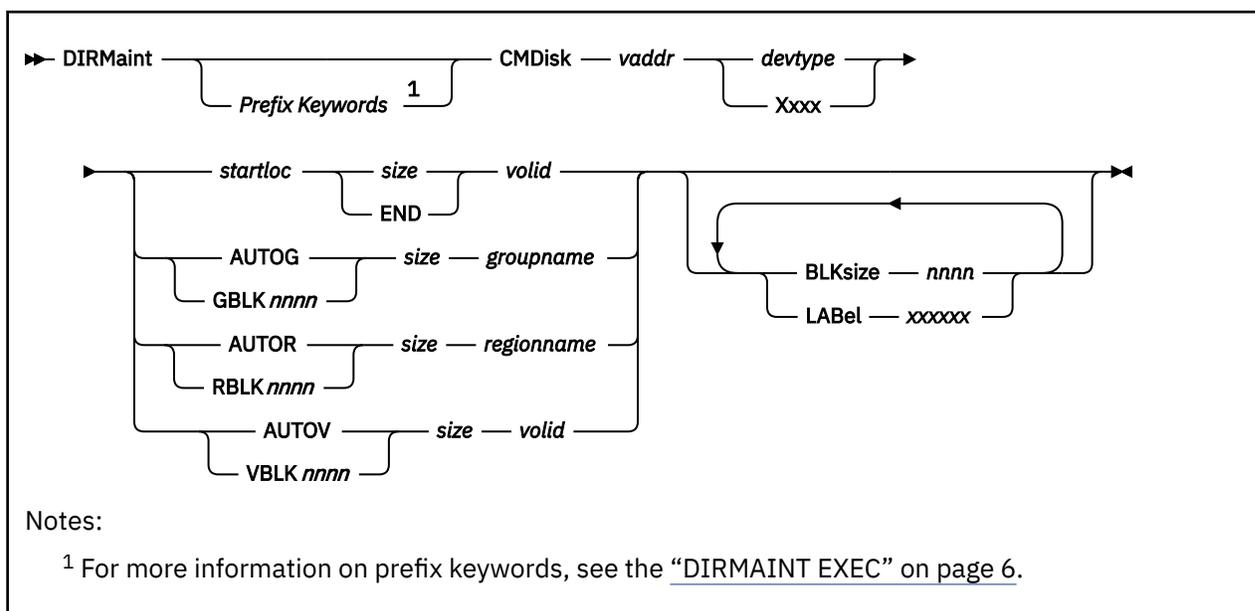 DIRMaint CMDisk vaddr devtype
Prefix Keywords 1 Xxxx
startloc size volid
END
AUTOG size groupname
GBLK nnnn
BLKsize nnnn
LABel xxxxxx
AUTOR size regionname
RBLK nnnn
AUTOV size volid
VBLK nnnn
Notes:
1 For more information on prefix keywords, see the “DIRMAINT EXEC” on page 6.